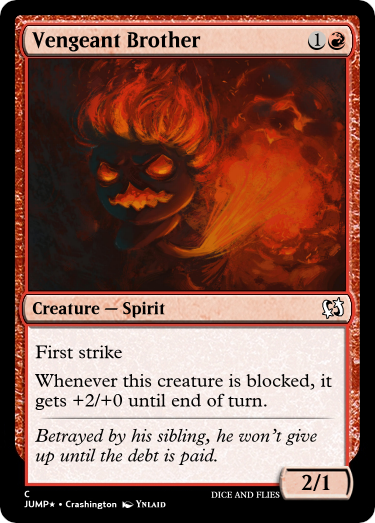 Vengeant Brother 1
Creature — Spirit
First strike
Whenever this creature is blocked, it
gets +2/+0 until end of turn.
Betrayed by his sibling, he won't give
up until the debt is paid.
2/1
C
JUMP★ • Crashington Ynlaid
DICE AND FLIES